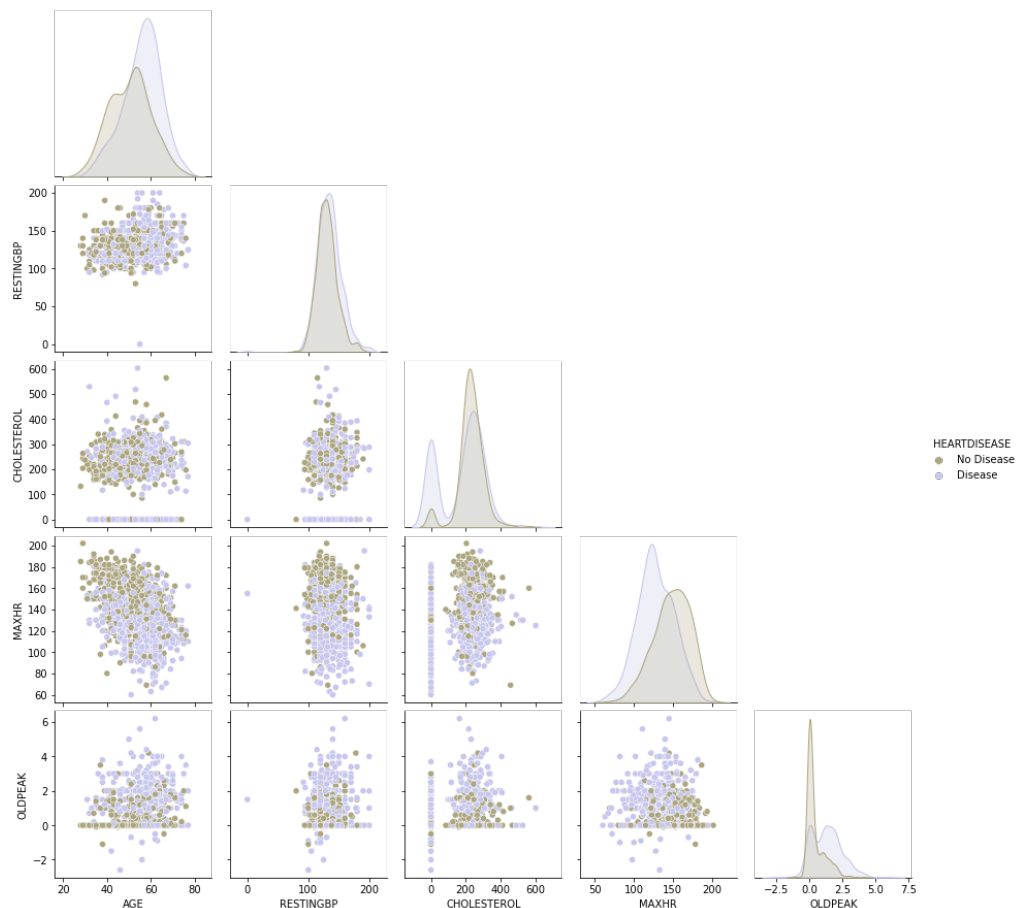 200
150
100
50
0
RESTINGBP
600
500
400
300
200
100
0
CHOLESTEROL
HEARTDISEASE
No Disease
Disease
200
180
160
140
120
100
80
60
MAXHR
6
4
2
0
−2
OLDPEAK
20 40 60 80
0 100 200
0 200 400 600
50 100 150 200
−2.5 0.0 2.5 5.0 7.5
AGE
RESTINGBP
CHOLESTEROL
MAXHR
OLDPEAK